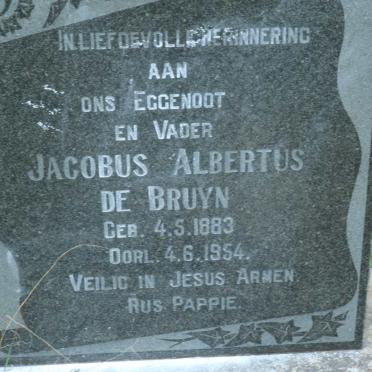 IN LIEFDEVOLLE HERINNERING
AAN
ONS EGGENOOT
EN VADER
JACOBUS ALBERTUS
DE BRUYN
GEB. 4.5.1883
OORL. 4.6.1954.
VEILIG IN JESUS ARMEN
RUS PAPPIE